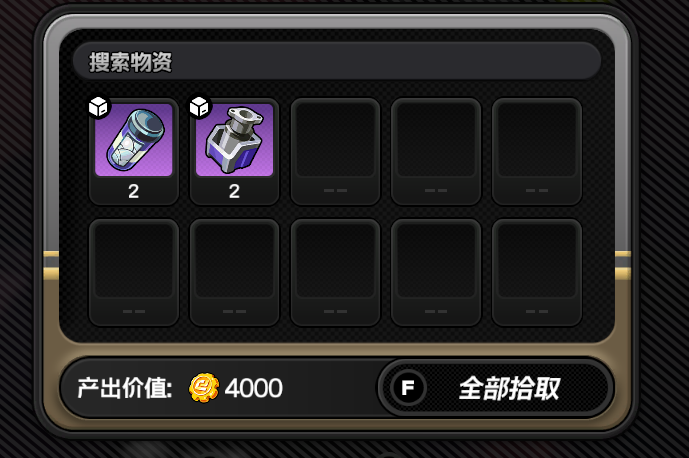 搜索物资
2
2
-- -- --
-- -- -- -- --
产出价值: 4000
F 全部拾取